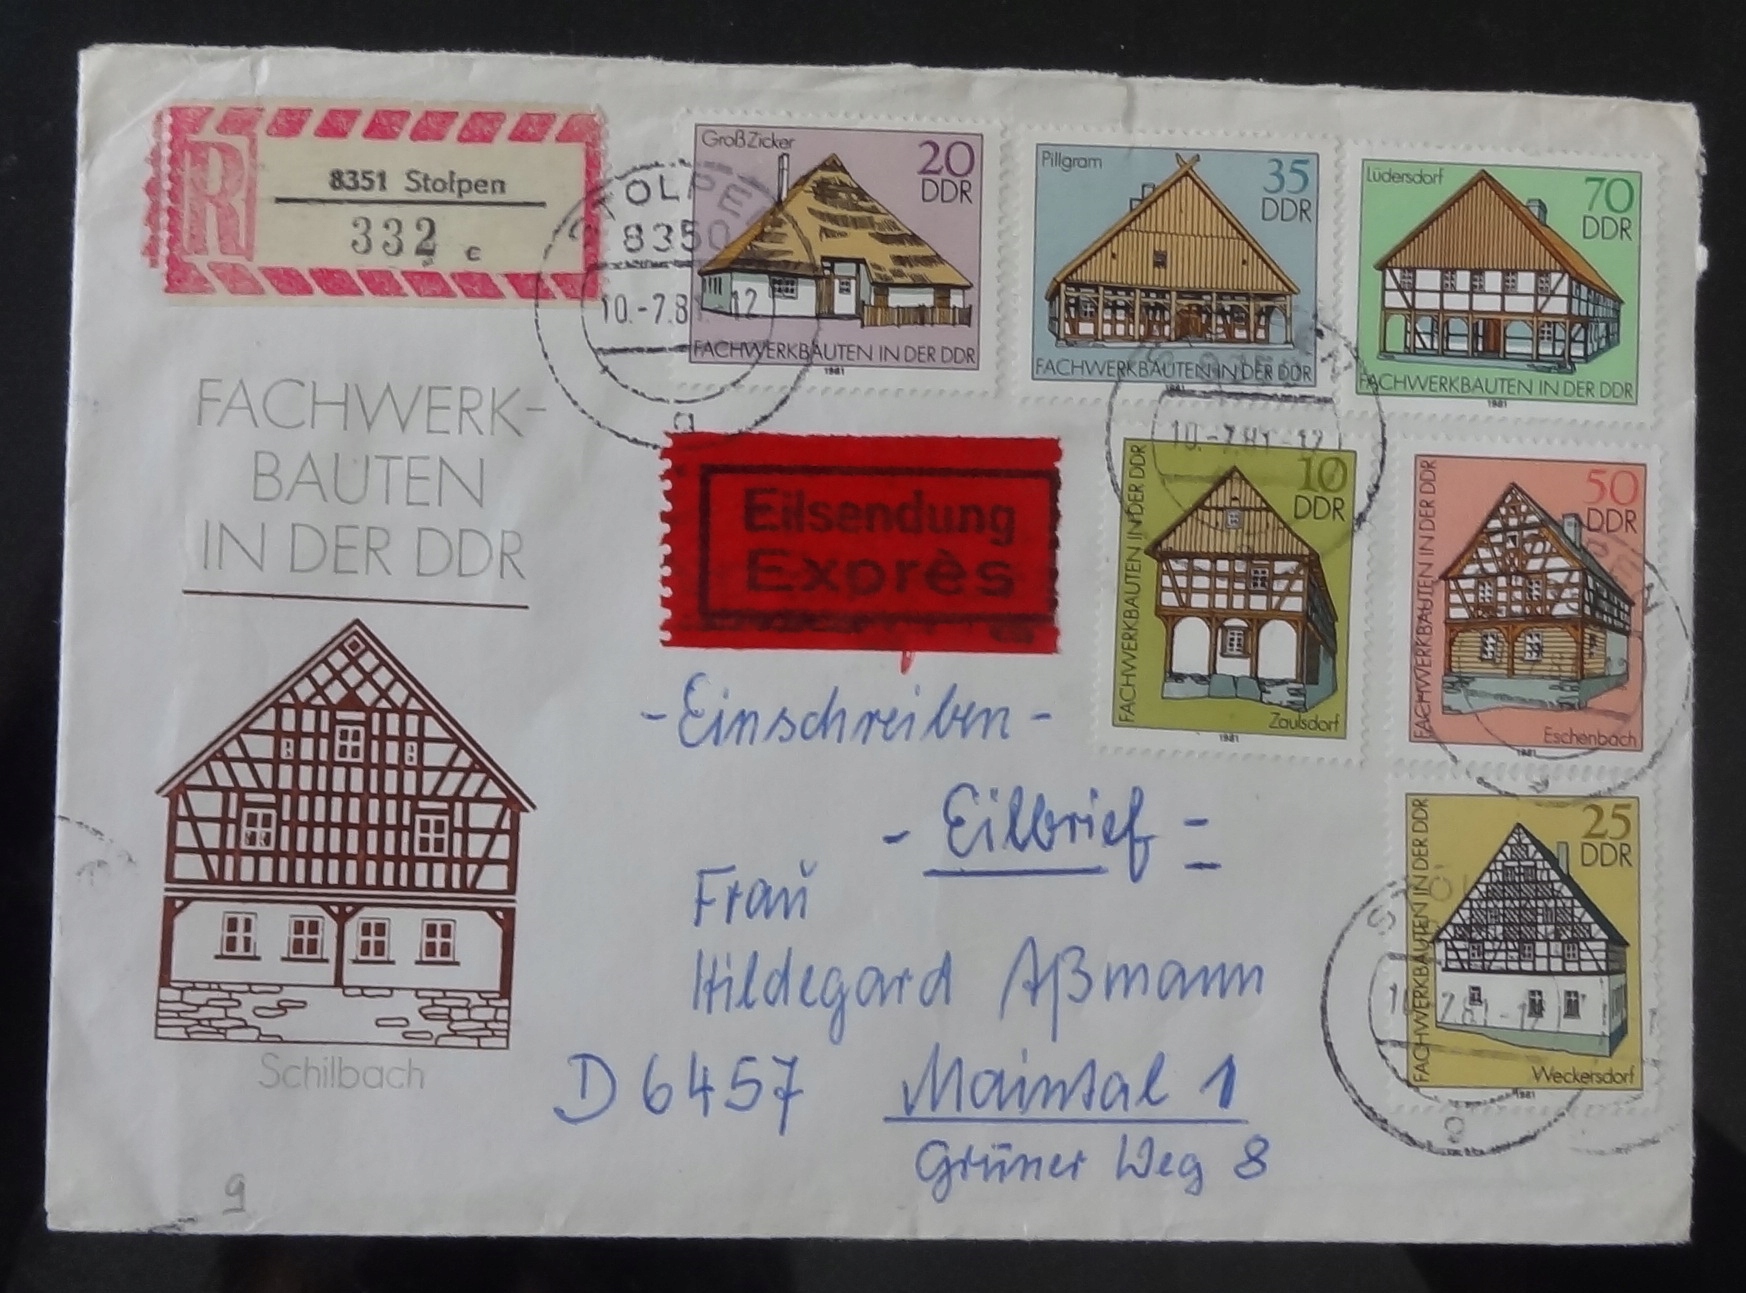 8351 Stolpen
R
332 c
STOLPEN
8350
10.-7.81.-12
a
Groß Zicker
20
DDR
FACHWERKBAUTEN IN DER DDR
1981
Pillgram
35
DDR
FACHWERKBAUTEN IN DER DDR
1981
Lüdersdorf
70
DDR
FACHWERKBAUTEN IN DER DDR
1981
FACHWERK-
BAUTEN
IN DER DDR
Schilbach
Eilsendung
Exprès
10.-7.81-12
10
DDR
FACHWERKBAUTEN IN DER DDR
Zaulsdorf
1981
50
DDR
FACHWERKBAUTEN IN DER DDR
Eschenbach
1981
25
DDR
FACHWERKBAUTEN IN DER DDR
Weckersdorf
1981
- Einschreiben -
- Eilbrief =
Frau
Hildegard Aßmann
D 6457 Maintal 1
Grüner Weg 8
9